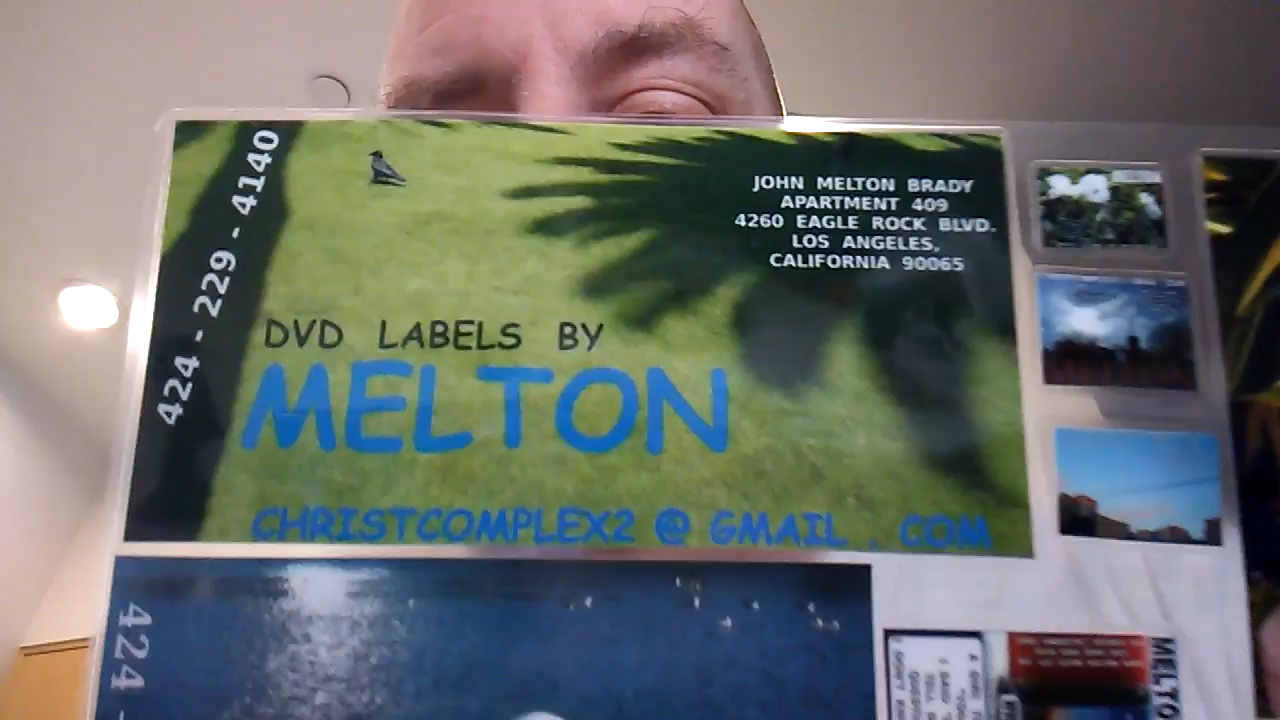 424 - 229 - 4140
JOHN MELTON BRADY
APARTMENT 409
4260 EAGLE ROCK BLVD.
LOS ANGELES,
CALIFORNIA 90065
DVD LABELS BY
MELTON
CHRISTCOMPLEX2 @ GMAIL . COM
424 -
MELTO